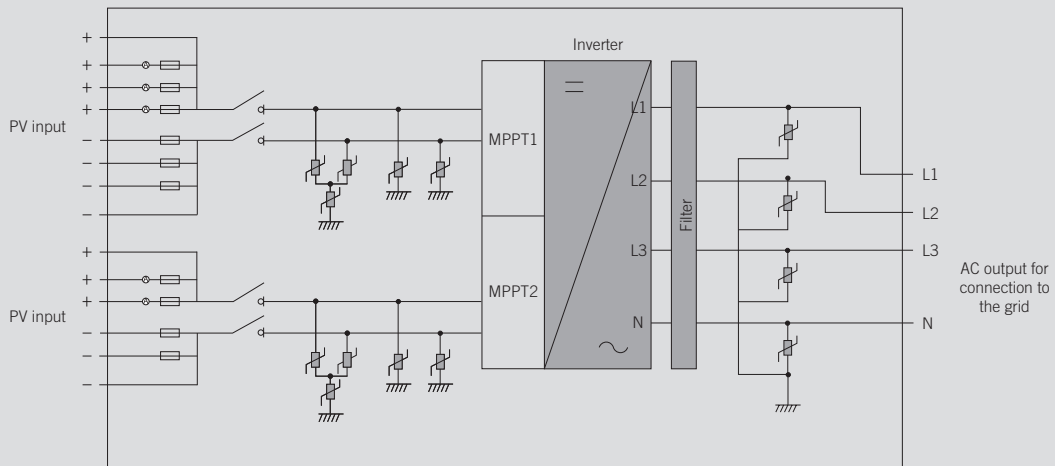 Inverter
+
+
+
+
PV input
−
−
−
−
MPPT1
L1
L2
L3
N
MPPT2
Filter
L1
L2
L3
N
AC output for
connection to
the grid
+
+
+
PV input
−
−
−